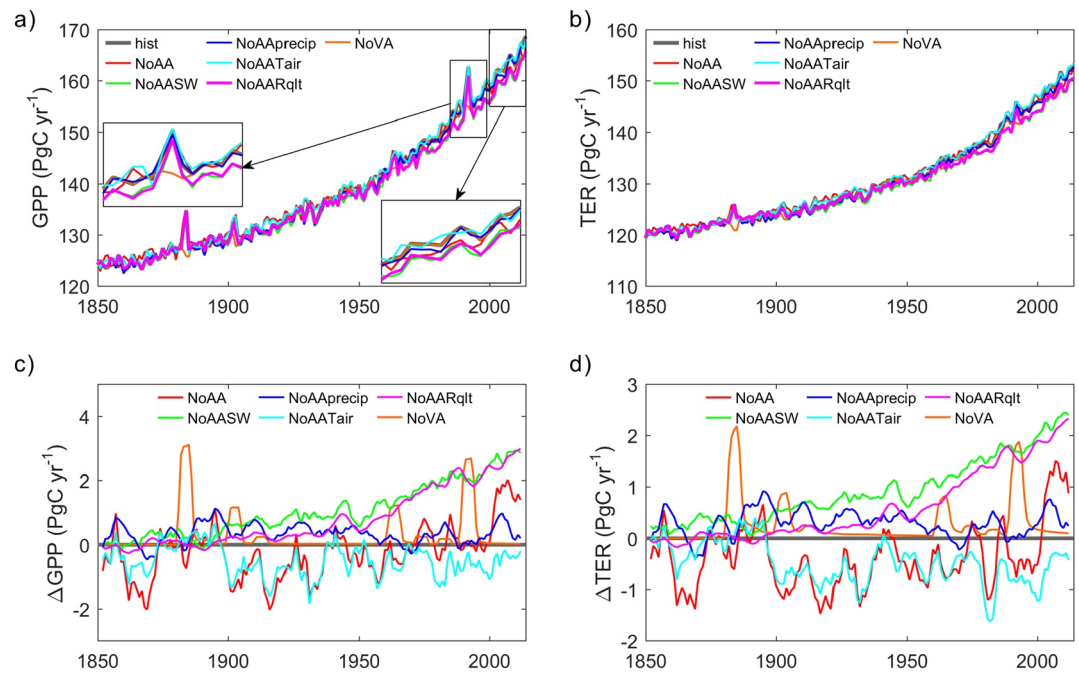 a)
GPP (PgC yr-1)
170
160
150
140
130
120
1850 1900 1950 2000
hist NoAAprecip NoVA
NoAA NoAATair
NoAASW NoAARqlt
b)
TER (PgC yr-1)
160
150
140
130
120
110
1850 1900 1950 2000
hist NoAAprecip NoVA
NoAA NoAATair
NoAASW NoAARqlt
c)
ΔGPP (PgC yr-1)
4
2
0
-2
1850 1900 1950 2000
NoAA NoAAprecip NoAARqlt
NoAASW NoAATair NoVA
d)
ΔTER (PgC yr-1)
3
2
1
0
-1
-2
1850 1900 1950 2000
NoAA NoAAprecip NoAARqlt
NoAASW NoAATair NoVA